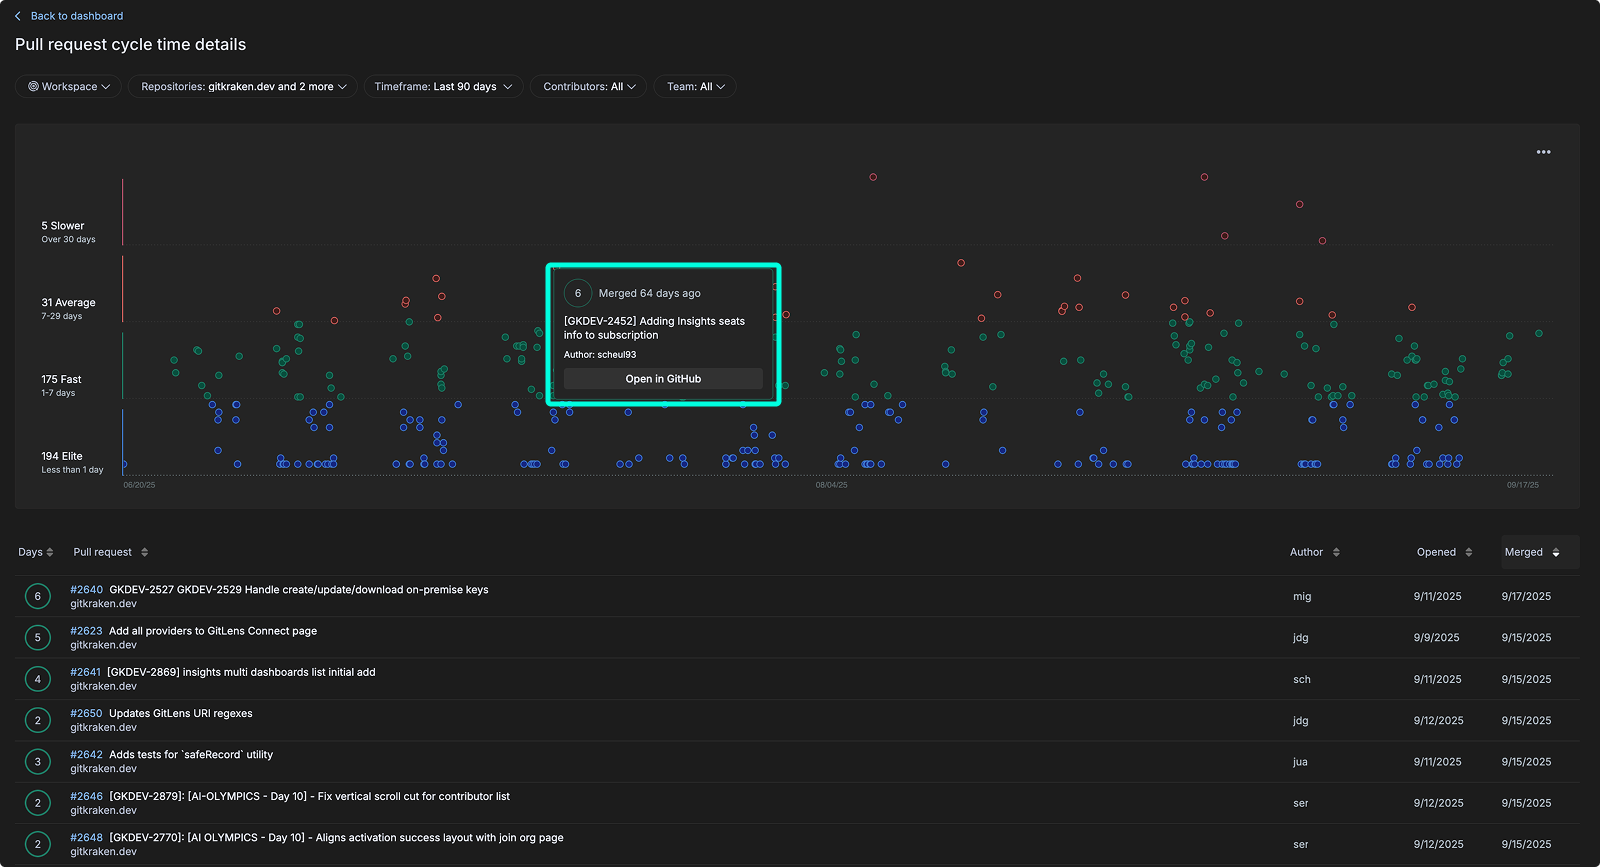 Back to dashboard
Pull request cycle time details
Workspace
Repositories: gitkraken.dev and 2 more
Timeframe: Last 90 days
Contributors: All
Team: All
5 Slower
Over 30 days
31 Average
7-29 days
175 Fast
1-7 days
194 Elite
Less than 1 day
6 Merged 64 days ago
[GKDEV-2452] Adding Insights seats
info to subscription
Author: scheul93
Open in GitHub
06/20/25 08/04/25 09/17/25
Days Pull request Author Opened Merged
6 #2640 GKDEV-2527 GKDEV-2529 Handle create/update/download on-premise keys mig 9/11/2025 9/17/2025
gitkraken.dev
5 #2623 Add all providers to GitLens Connect page jdg 9/9/2025 9/15/2025
gitkraken.dev
4 #2641 [GKDEV-2869] insights multi dashboards list initial add sch 9/11/2025 9/15/2025
gitkraken.dev
2 #2650 Updates GitLens URI regexes jdg 9/12/2025 9/15/2025
gitkraken.dev
3 #2642 Adds tests for `safeRecord` utility jua 9/11/2025 9/15/2025
gitkraken.dev
2 #2646 [GKDEV-2879]: [AI-OLYMPICS - Day 10] - Fix vertical scroll cut for contributor list ser 9/12/2025 9/15/2025
gitkraken.dev
2 #2648 [GKDEV-2770]: [AI OLYMPICS - Day 10] - Aligns activation success layout with join org page ser 9/12/2025 9/15/2025
gitkraken.dev